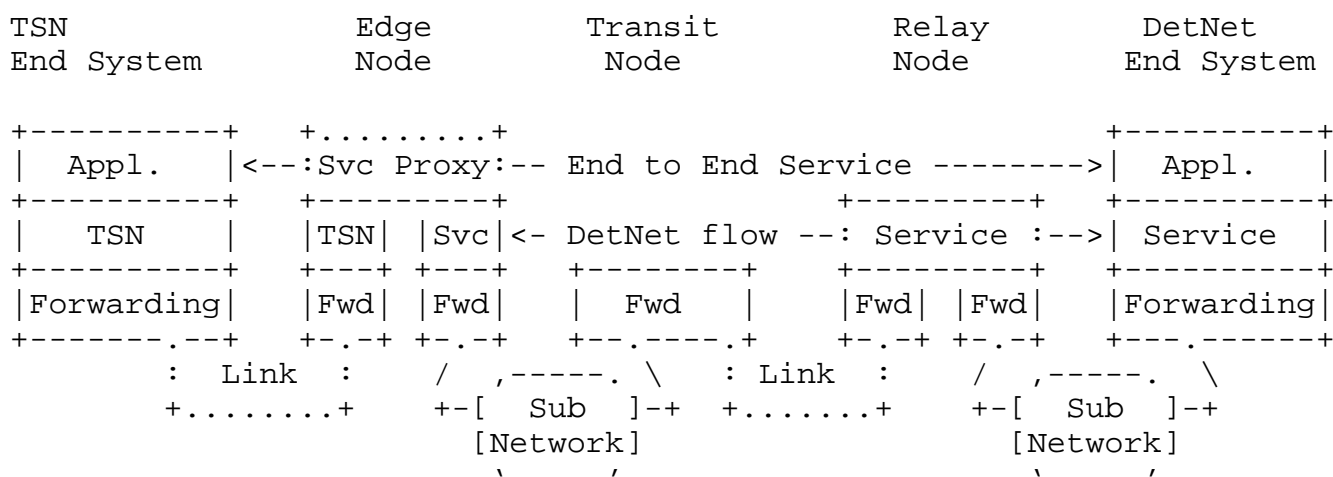 TSN                 Edge          Transit         Relay        DetNet
End System          Node           Node           Node        End System

+----------+   +.........+                                 +----------+
|  Appl.   |<--:Svc Proxy:-- End to End Service -------->|  Appl.   |
+----------+   +---------+                   +---------+   +----------+
|   TSN    |   |TSN| |Svc|<- DetNet flow --: Service :-->| Service  |
+----------+   +---+ +---+    +--------+    +---------+   +----------+
|Forwarding|   |Fwd| |Fwd|    |  Fwd   |    |Fwd| |Fwd|   |Forwarding|
+-------.--+   +-.-+ +-.-+    +--.----.+    +-.-+ +-.-+   +---.------+
        :  Link  :    /  ,-----. \   : Link  :    /  ,-----.  \
        +........+   +-[  Sub  ]-+  +.......+   +-[  Sub  ]-+
                       [Network]                  [Network]